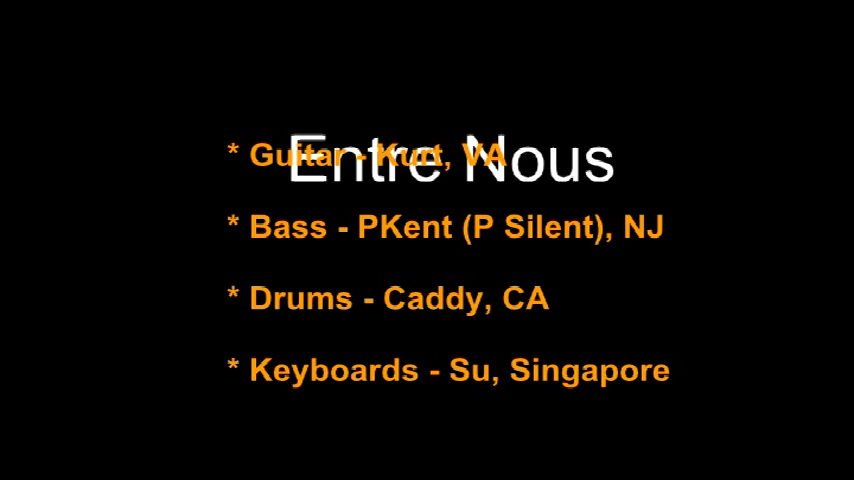 Entre Nous
* Guitar - Kurt, VA
* Bass - PKent (P Silent), NJ
* Drums - Caddy, CA
* Keyboards - Su, Singapore